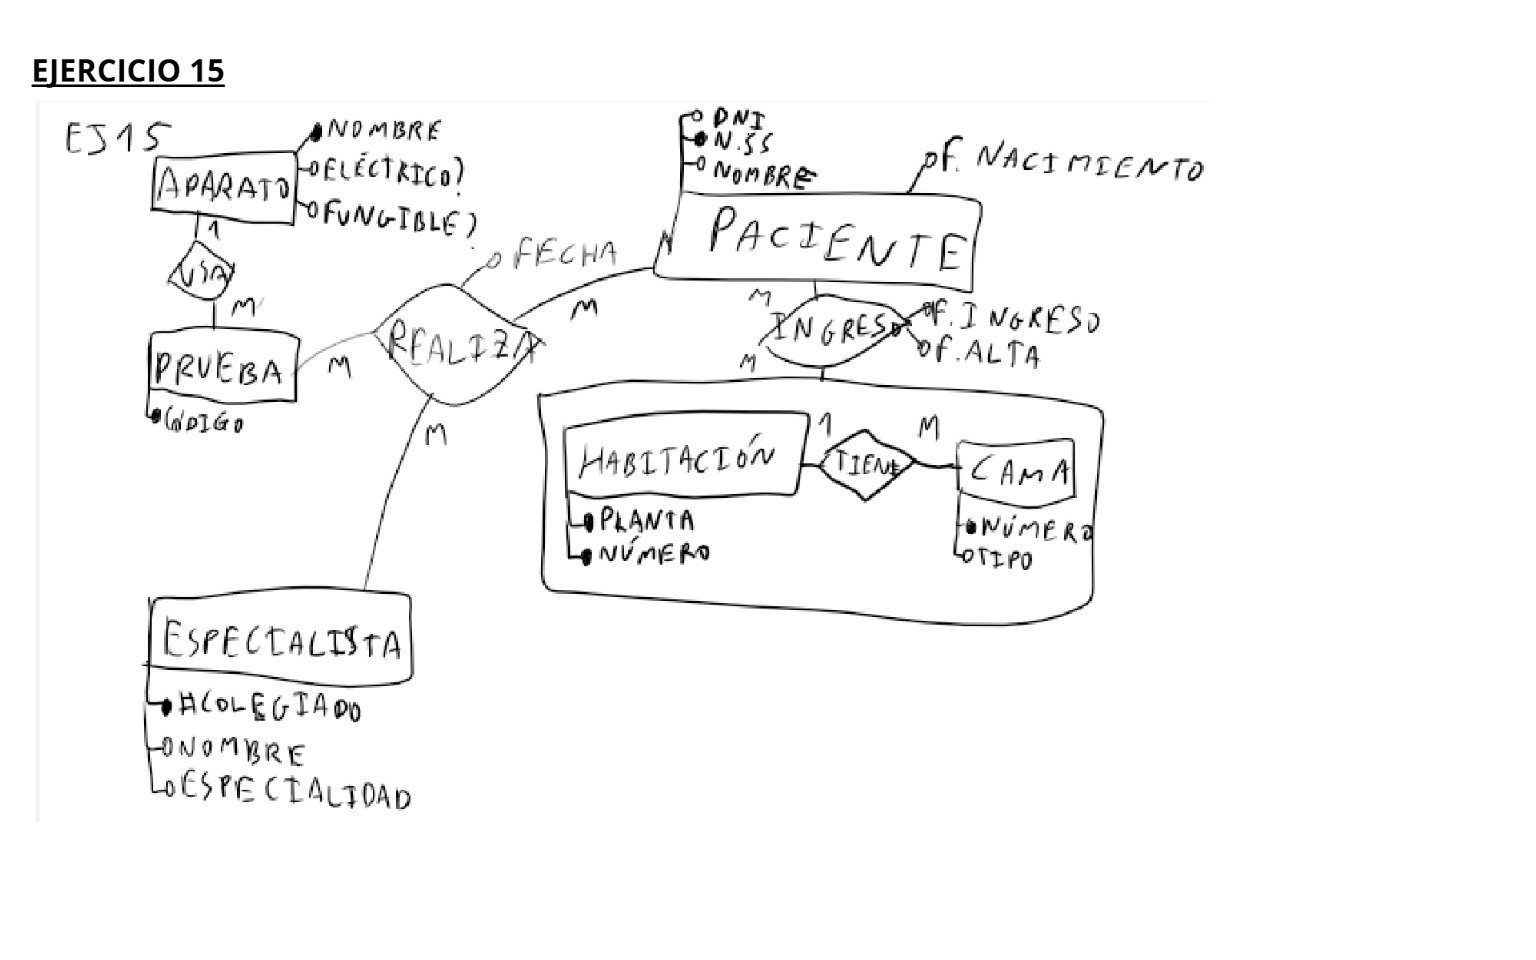 EJERCICIO 15
EJ15
NOMBRE
ELÉCTRICO?
FUNGIBLE?
APARATO
1
USA
M
PRUEBA
CÓDIGO
M
REALIZA
FECHA
M
M
DNI
N.SS
NOMBRE
F. NACIMIENTO
PACIENTE
M
INGRESO
F. INGRESO
F. ALTA
M
HABITACIÓN
1
TIENE
M
CAMA
PLANTA
NÚMERO
NÚMERO
TIPO
ESPECIALISTA
#COLEGIADO
NOMBRE
ESPECIALIDAD